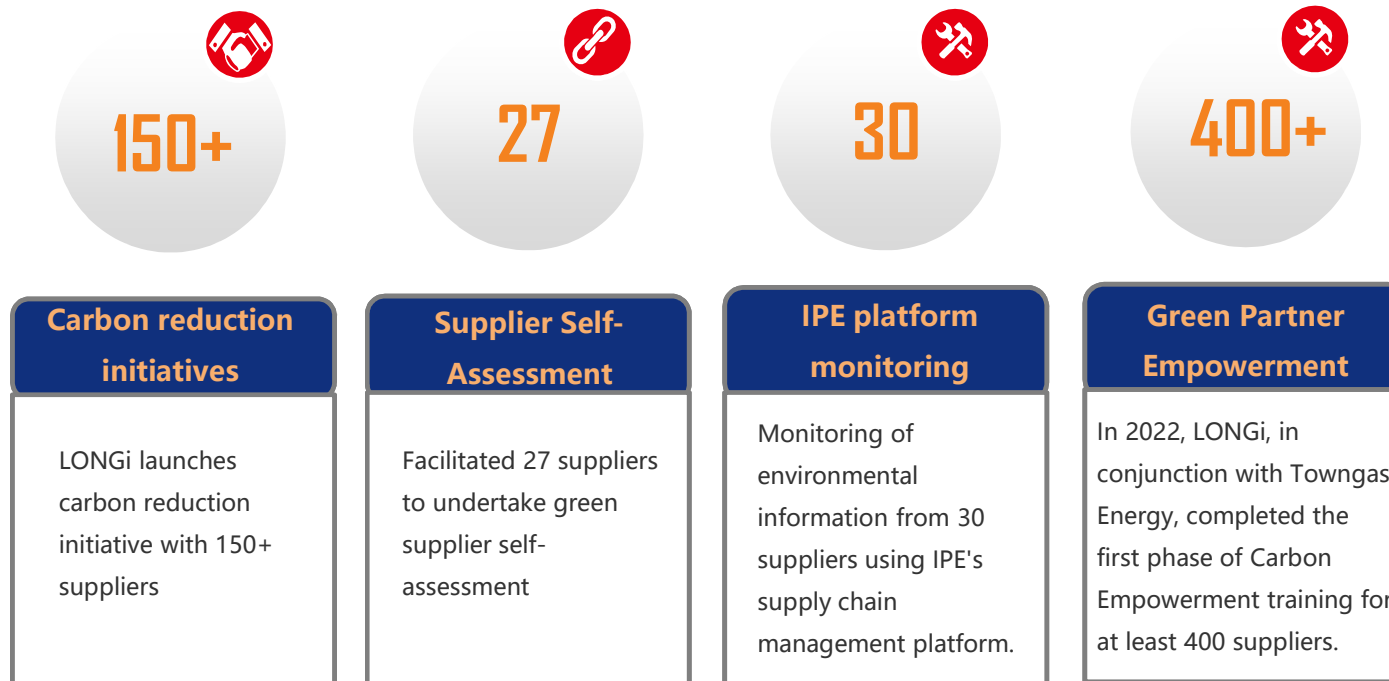 150+
27
30
400+
Carbon reduction
initiatives
LONGi launches
carbon reduction
initiative with 150+
suppliers
Supplier Self-
Assessment
Facilitated 27 suppliers
to undertake green
supplier self-
assessment
IPE platform
monitoring
Monitoring of
environmental
information from 30
suppliers using IPE's
supply chain
management platform.
Green Partner
Empowerment
In 2022, LONGi, in
conjunction with Towngas
Energy, completed the
first phase of Carbon
Empowerment training for
at least 400 suppliers.